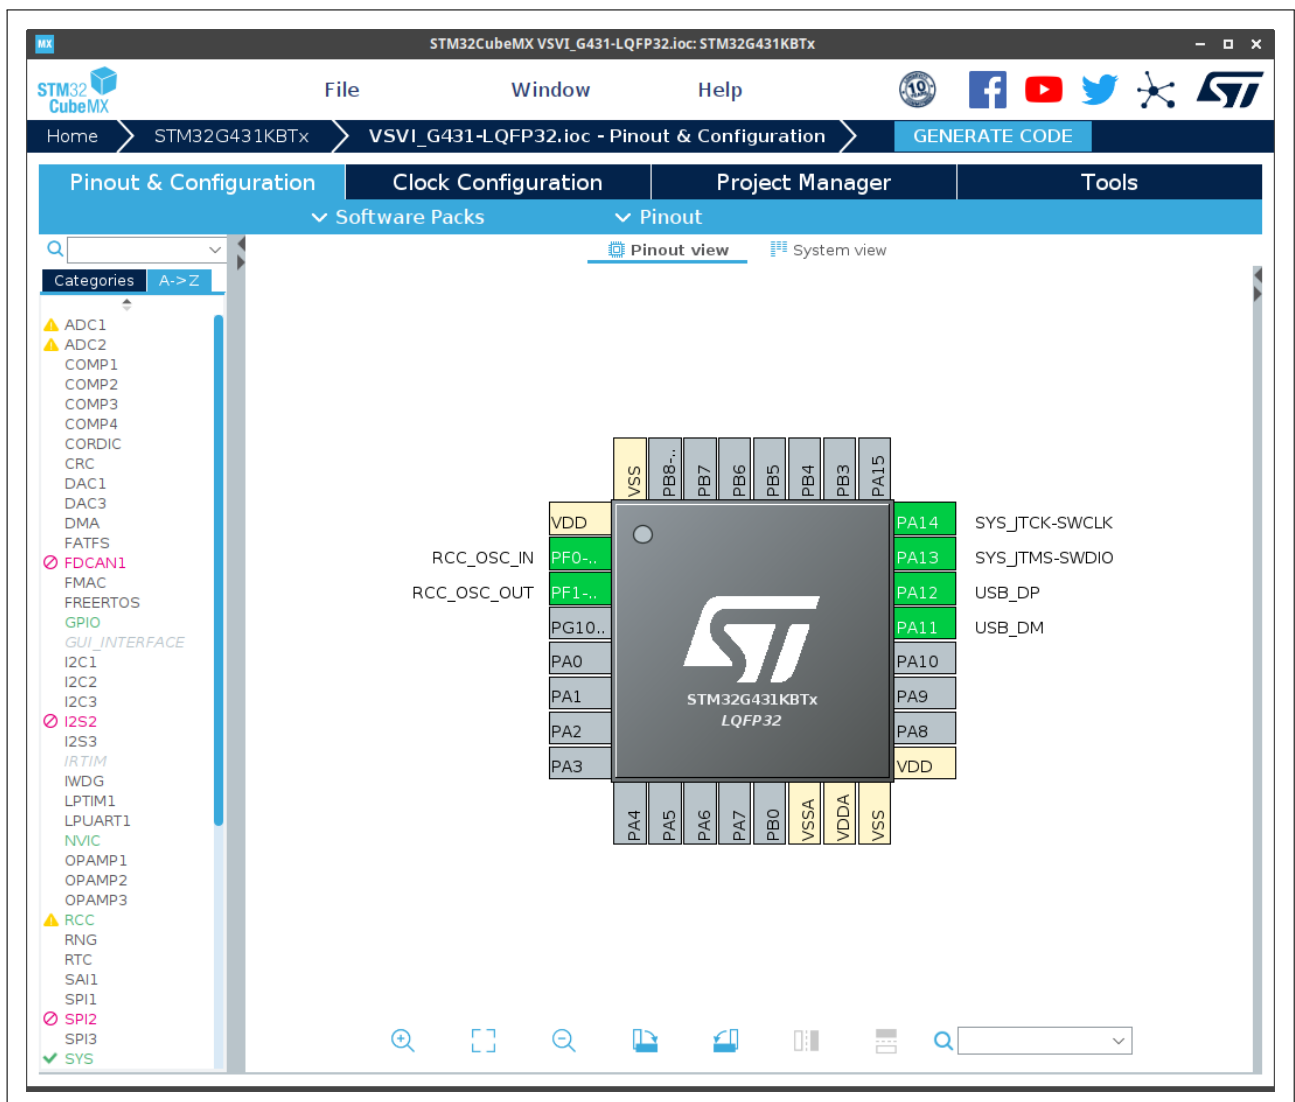 MX
STM32CubeMX VSVI_G431-LQFP32.ioc: STM32G431KBTx
STM32 CubeMX
File Window Help
10
Home STM32G431KBTx VSVI_G431-LQFP32.ioc - Pinout & Configuration GENERATE CODE
Pinout & Configuration Clock Configuration Project Manager Tools
Software Packs Pinout
Pinout view System view
Categories A->Z
ADC1
ADC2
COMP1
COMP2
COMP3
COMP4
CORDIC
CRC
DAC1
DAC3
DMA
FATFS
FDCAN1
FMAC
FREERTOS
GPIO
GUI_INTERFACE
I2C1
I2C2
I2C3
I2S2
I2S3
IRTIM
IWDG
LPTIM1
LPUART1
NVIC
OPAMP1
OPAMP2
OPAMP3
RCC
RNG
RTC
SAI1
SPI1
SPI2
SPI3
SYS
VSS PB8-.. PB7 PB6 PB5 PB4 PB3 PA15
VDD PA14 SYS_JTCK-SWCLK
RCC_OSC_IN PF0-.. PA13 SYS_JTMS-SWDIO
RCC_OSC_OUT PF1-.. PA12 USB_DP
PG10.. PA11 USB_DM
PA0 PA10
PA1 PA9
PA2 PA8
PA3 VDD
STM32G431KBTx
LQFP32
PA4 PA5 PA6 PA7 PB0 VSSA VDDA VSS